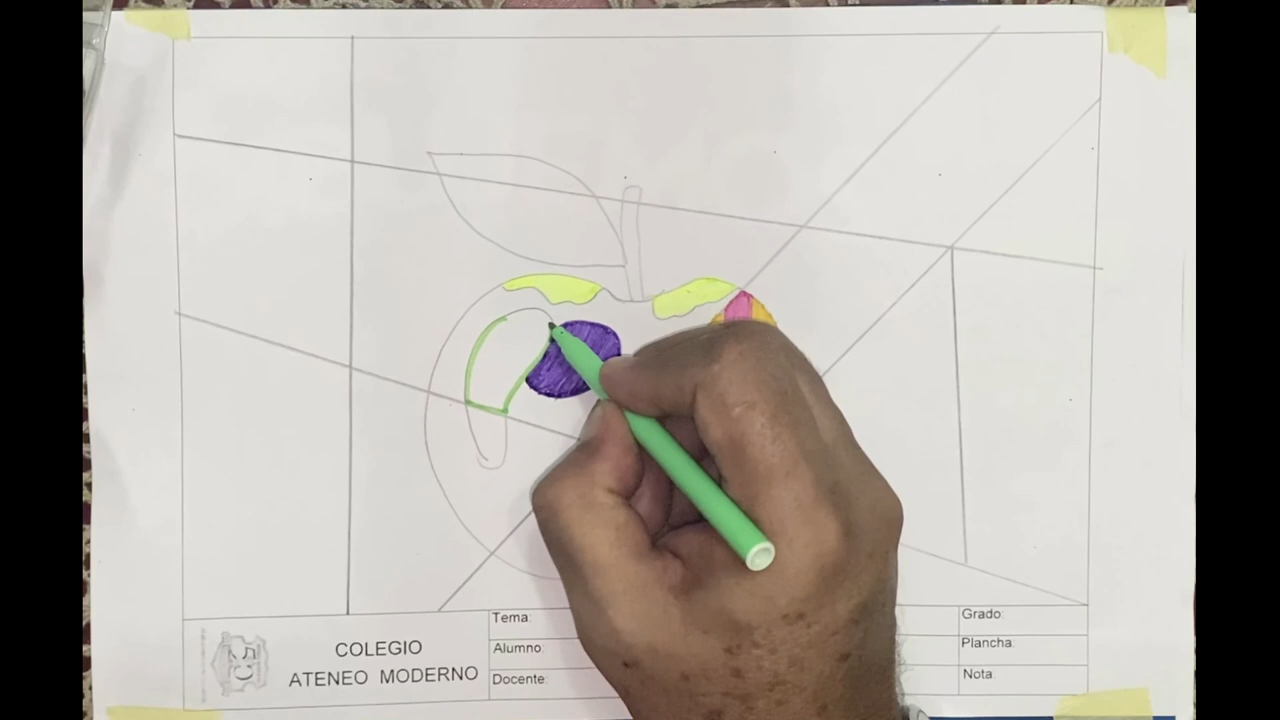 COLEGIO
ATENEO MODERNO
Tema:
Alumno:
Docente:
Grado:
Plancha:
Nota: